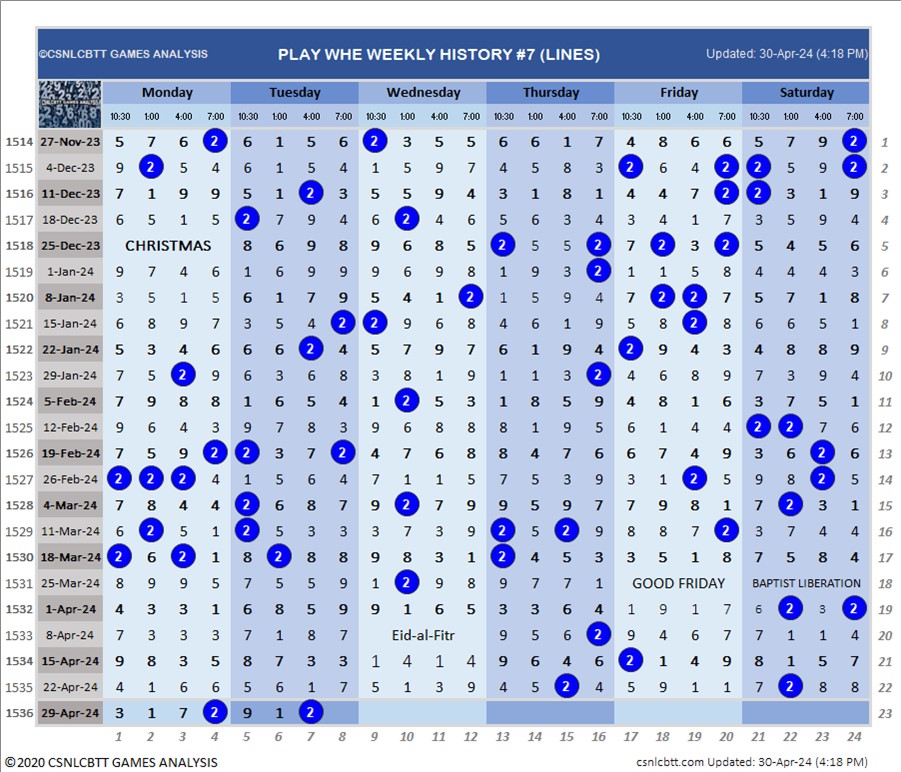 ©CSNLCBTT GAMES ANALYSIS PLAY WHE WEEKLY HISTORY #7 (LINES) Updated: 30-Apr-24 (4:18 PM)
Monday Tuesday Wednesday Thursday Friday Saturday
10:30 1:00 4:00 7:00 10:30 1:00 4:00 7:00 10:30 1:00 4:00 7:00 10:30 1:00 4:00 7:00 10:30 1:00 4:00 7:00 10:30 1:00 4:00 7:00
1514 27-Nov-23 5 7 6 2 6 1 5 6 2 3 5 5 6 6 1 7 4 8 6 6 5 7 9 2 1
1515 4-Dec-23 9 2 5 4 6 1 5 4 1 5 9 7 4 5 8 3 2 6 4 2 2 5 9 2 2
1516 11-Dec-23 7 1 9 9 5 1 2 3 5 5 9 4 3 1 8 1 4 4 7 2 2 3 1 9 3
1517 18-Dec-23 6 5 1 5 2 7 9 4 6 2 9 4 5 6 3 4 3 4 1 7 3 5 9 4 4
1518 25-Dec-23 CHRISTMAS 8 6 9 8 9 6 8 5 2 5 5 2 7 2 3 2 5 4 5 6 5
1519 1-Jan-24 9 7 4 6 1 6 9 9 9 6 9 8 1 9 3 2 1 1 5 8 4 4 4 3 6
1520 8-Jan-24 3 5 1 5 6 1 7 9 5 4 1 2 1 5 9 4 7 2 2 7 5 7 1 8 7
1521 15-Jan-24 6 8 9 7 3 5 4 2 2 9 6 8 4 6 1 9 5 8 2 8 6 6 5 1 8
1522 22-Jan-24 5 3 4 6 6 6 2 4 5 7 9 7 6 1 9 4 2 9 4 3 4 8 8 9 9
1523 29-Jan-24 7 5 2 9 6 3 6 8 3 8 1 9 1 1 3 2 4 6 8 9 7 3 9 4 10
1524 5-Feb-24 7 9 8 8 1 6 5 4 1 2 5 3 1 8 5 9 4 8 1 6 3 7 5 1 11
1525 12-Feb-24 9 6 4 3 9 7 8 3 9 6 8 8 8 1 9 5 6 1 4 4 2 2 7 6 12
1526 19-Feb-24 7 5 9 2 2 3 7 2 4 7 6 8 8 4 7 6 6 7 4 9 3 6 2 6 13
1527 26-Feb-24 2 2 2 4 1 5 6 4 7 1 1 5 7 5 3 9 4 3 2 5 9 8 2 5 14
1528 4-Mar-24 7 8 4 4 2 6 8 7 9 2 7 9 9 5 9 7 7 9 8 1 7 2 3 1 15
1529 11-Mar-24 6 2 5 1 2 5 3 3 3 7 3 9 2 5 2 9 8 8 7 2 3 7 4 4 16
1530 18-Mar-24 2 6 2 1 8 2 8 8 9 8 3 1 2 4 5 3 3 5 1 8 7 5 8 4 17
1531 25-Mar-24 8 9 9 5 7 5 5 9 1 2 9 8 9 7 7 1 GOOD FRIDAY BAPTIST LIBERATION 18
1532 1-Apr-24 4 3 3 1 6 8 5 9 9 1 6 5 3 3 6 4 1 9 1 7 6 2 3 2 19
1533 8-Apr-24 7 3 3 3 7 1 8 7 Eid-al-Fitr 9 5 6 2 9 4 6 7 7 1 1 4 20
1534 15-Apr-24 9 8 3 5 8 7 3 3 1 4 1 4 9 6 4 6 2 1 4 9 8 1 5 7 21
1535 22-Apr-24 4 1 6 6 5 6 1 7 5 1 3 9 4 5 2 4 5 9 1 1 7 2 8 8 22
1536 29-Apr-24 3 1 7 2 9 1 2 23
1 2 3 4 5 6 7 8 9 10 11 12 13 14 15 16 17 18 19 20 21 22 23 24
©2020 CSNLCBTT GAMES ANALYSIS csnlcbtt.com Updated: 30-Apr-24 (4:18 PM)